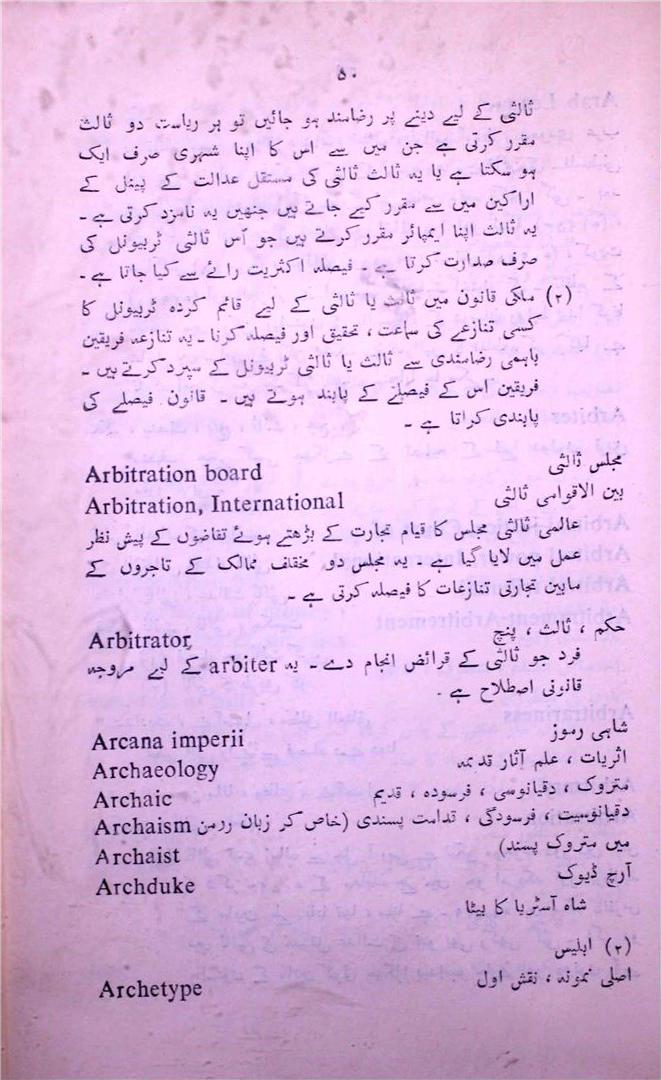 ۵۰
ثالثی کے لیے دینے پر رضامند ہو جائیں تو ہر ریاست دو ثالث
مقرر کرتی ہے جن میں سے اس کا اپنا شہری صرف ایک
ہو سکتا ہے یا یہ ثالث ثالثی کی مستقل عدالت کے پینل کے
اراکین میں سے مقرر کیے جاتے ہیں جنھیں یہ نامزد کرتی ہے۔
یہ ثالث اپنا ایمپائر مقرر کرتے ہیں جو اُس ثالثی ٹریبونل کی
صرف صدارت کرتا ہے۔ فیصلہ اکثریت رائے سے کیا جاتا ہے۔
(۲) ملکی قانون میں ثالث یا ثالثی کے لیے قائم کردہ ٹریبونل کا
کسی تنازعے کی سماعت، تحقیق اور فیصلہ کرنا۔ یہ تنازعہ فریقین
باہمی رضامندی سے ثالث یا ثالثی ٹریبونل کے سپرد کرتے ہیں۔
فریقین اس کے فیصلے کے پابند ہوتے ہیں۔ قانون فیصلے کی
پابندی کراتا ہے۔
Arbitration board مجلس ثالثی
Arbitration, International بین الاقوامی ثالثی
عالمی ثالثی مجلس کا قیام تجارت کے بڑھتے ہوئے تقاضوں کے پیش نظر
عمل میں لایا گیا ہے۔ یہ مجلس دو مختلف ممالک کے تاجروں کے
مابین تجارتی تنازعات کا فیصلہ کرتی ہے۔
Arbitrator حکم، ثالث، پنچ
فرد جو ثالثی کے فرائض انجام دے۔ یہ arbiter کے لیے مروجہ
قانونی اصطلاح ہے۔
Arcana imperii شاہی رموز
Archaeology اثریات، علم آثار قدیمہ
Archaic متروک، دقیانوسی، فرسودہ، قدیم
Archaism دقیانوسیت، فرسودگی، قدامت پسندی (خاص کر زبان
Archaist میں متروک پسند)
Archduke آرچ ڈیوک
شاہ آسٹریا کا بیٹا
(۲) ابلیس
Archetype اصلی نمونہ، نقش اول